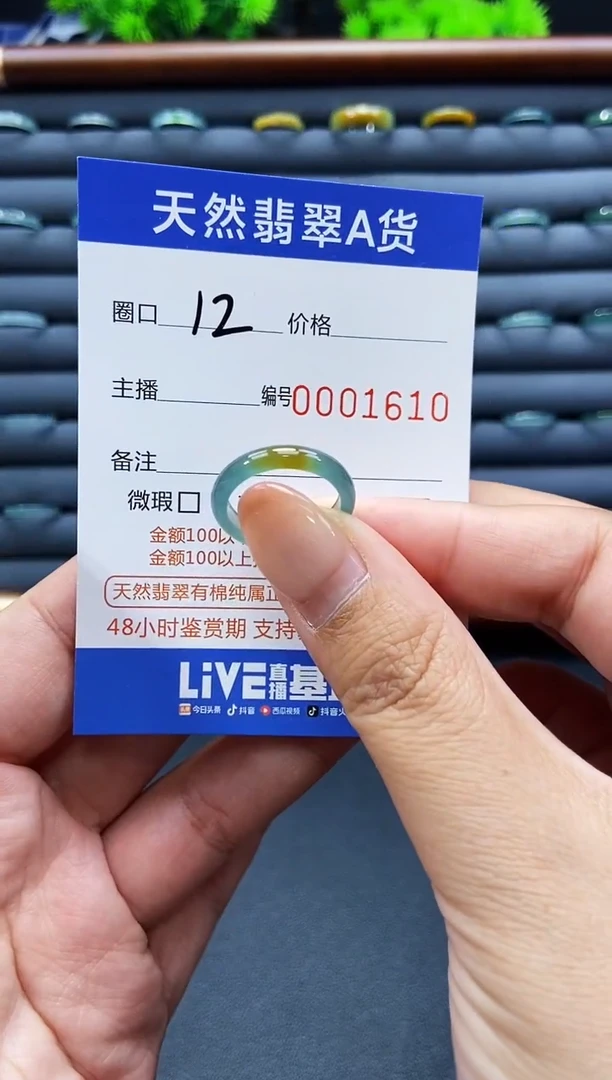 天然翡翠A货
圈口 12 价格
主播 编号0001610
备注
微瑕
金额100以
金额100以上
天然翡翠有棉纯属正
48小时鉴赏期 支持
LiVE直播基
今日头条 抖音 西瓜视频 抖音火